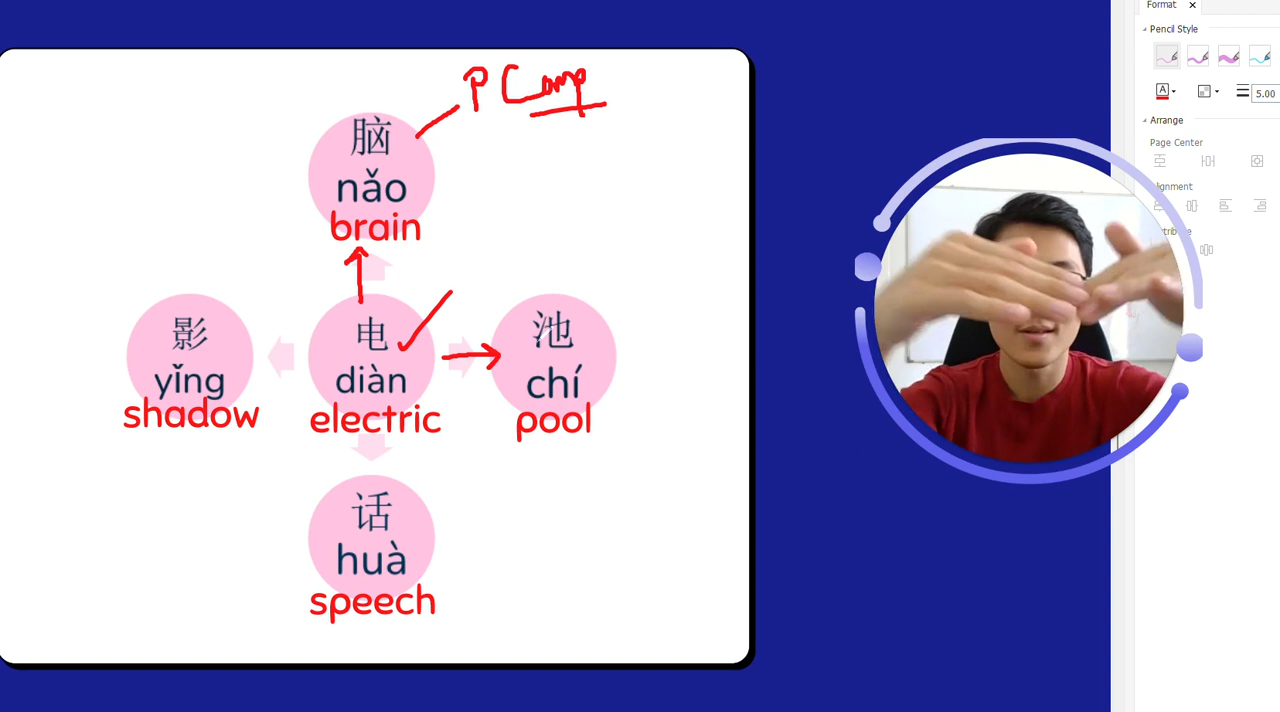 Format
Pencil Style
5.00
Arrange
Page Center
P Comp
脑
nǎo
brain
影
yǐng
shadow
电
diàn
electric
池
chí
pool
话
huà
speech